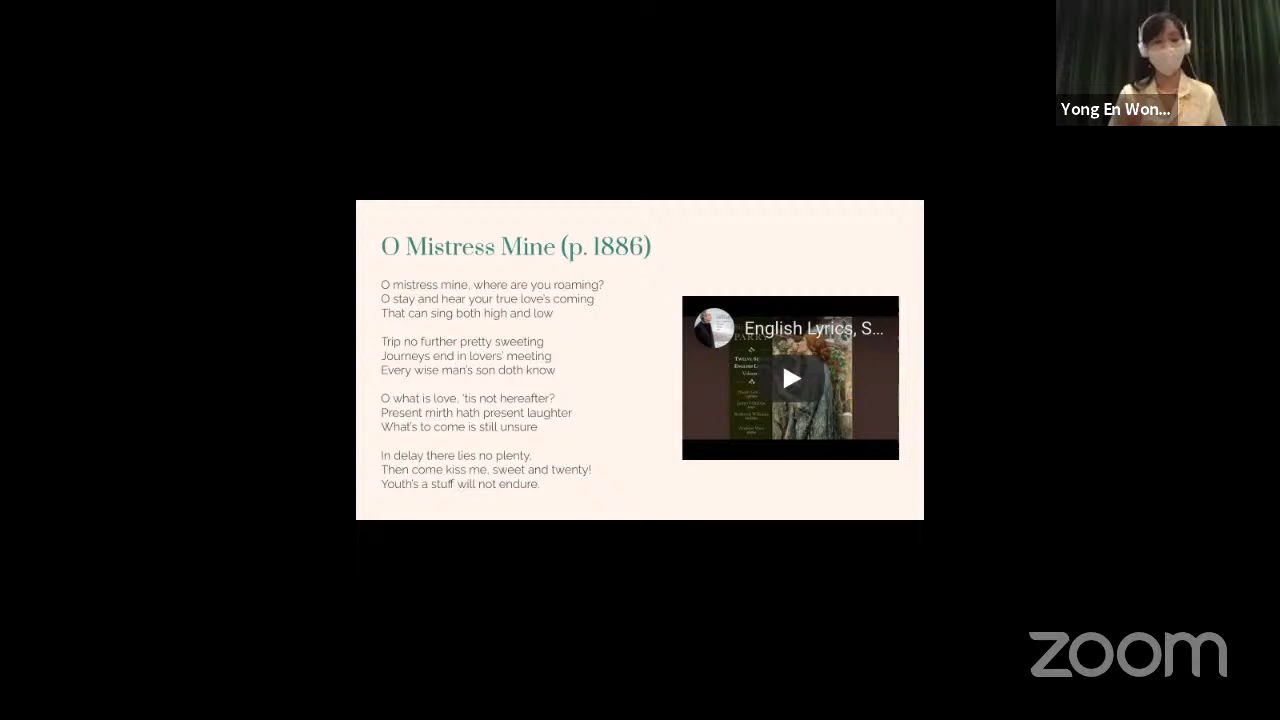 Yong En Won...
O Mistress Mine (p. 1886)
O mistress mine, where are you roaming?
O stay and hear your true love's coming
That can sing both high and low
Trip no further pretty sweeting
Journeys end in lovers' meeting
Every wise man's son doth know
O what is love, 'tis not hereafter?
Present mirth hath present laughter
What's to come is still unsure
In delay there lies no plenty,
Then come kiss me, sweet and twenty!
Youth's a stuff will not endure.
English Lyrics, S...
PARRY
zoom